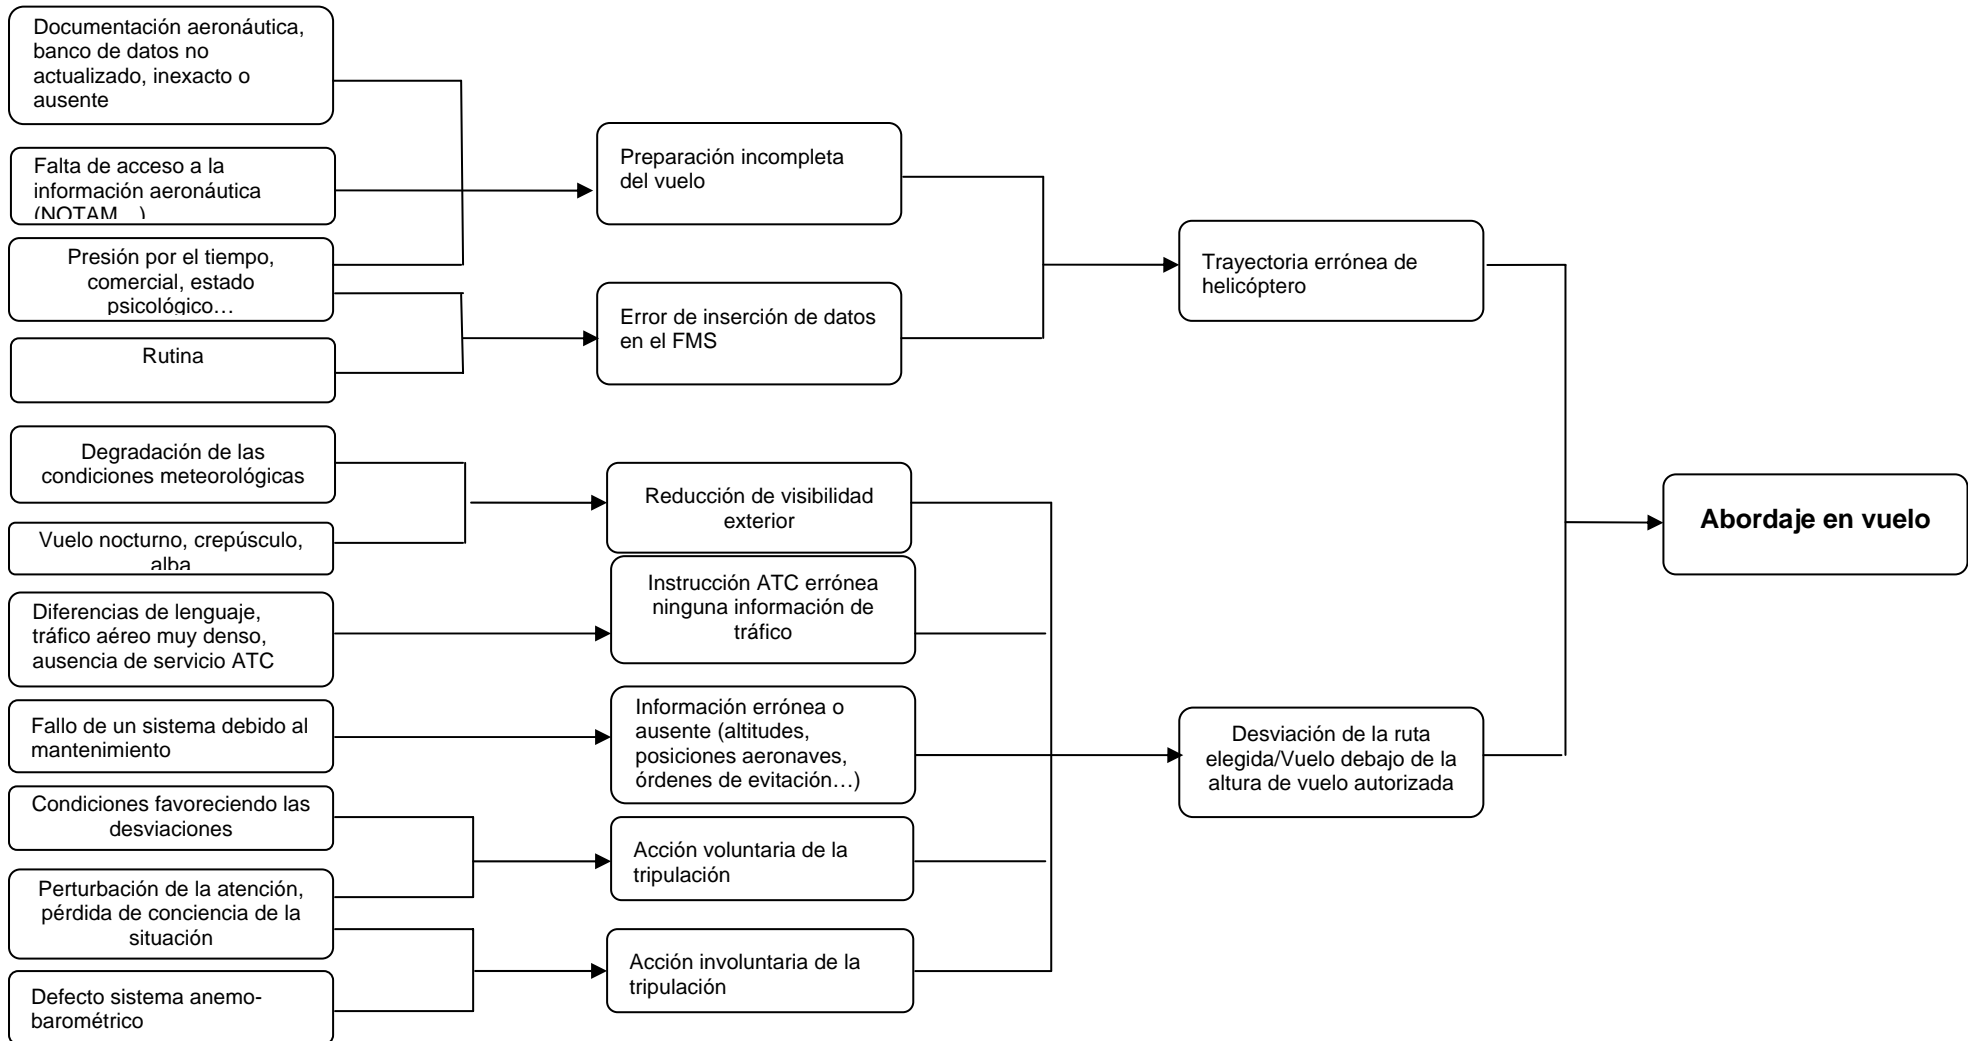 Documentación aeronáutica,
banco de datos no
actualizado, inexacto o
ausente
Falta de acceso a la
información aeronáutica
(NOTAM…)
Presión por el tiempo,
comercial, estado
psicológico…
Rutina
Degradación de las
condiciones meteorológicas
Vuelo nocturno, crepúsculo,
alba
Diferencias de lenguaje,
tráfico aéreo muy denso,
ausencia de servicio ATC
Fallo de un sistema debido al
mantenimiento
Condiciones favoreciendo las
desviaciones
Perturbación de la atención,
pérdida de conciencia de la
situación
Defecto sistema anemo-
barométrico
Preparación incompleta
del vuelo
Error de inserción de datos
en el FMS
Reducción de visibilidad
exterior
Instrucción ATC errónea
ninguna información de
tráfico
Información errónea o
ausente (altitudes,
posiciones aeronaves,
órdenes de evitación…)
Acción voluntaria de la
tripulación
Acción involuntaria de la
tripulación
Trayectoria errónea de
helicóptero
Desviación de la ruta
elegida/Vuelo debajo de la
altura de vuelo autorizada
Abordaje en vuelo